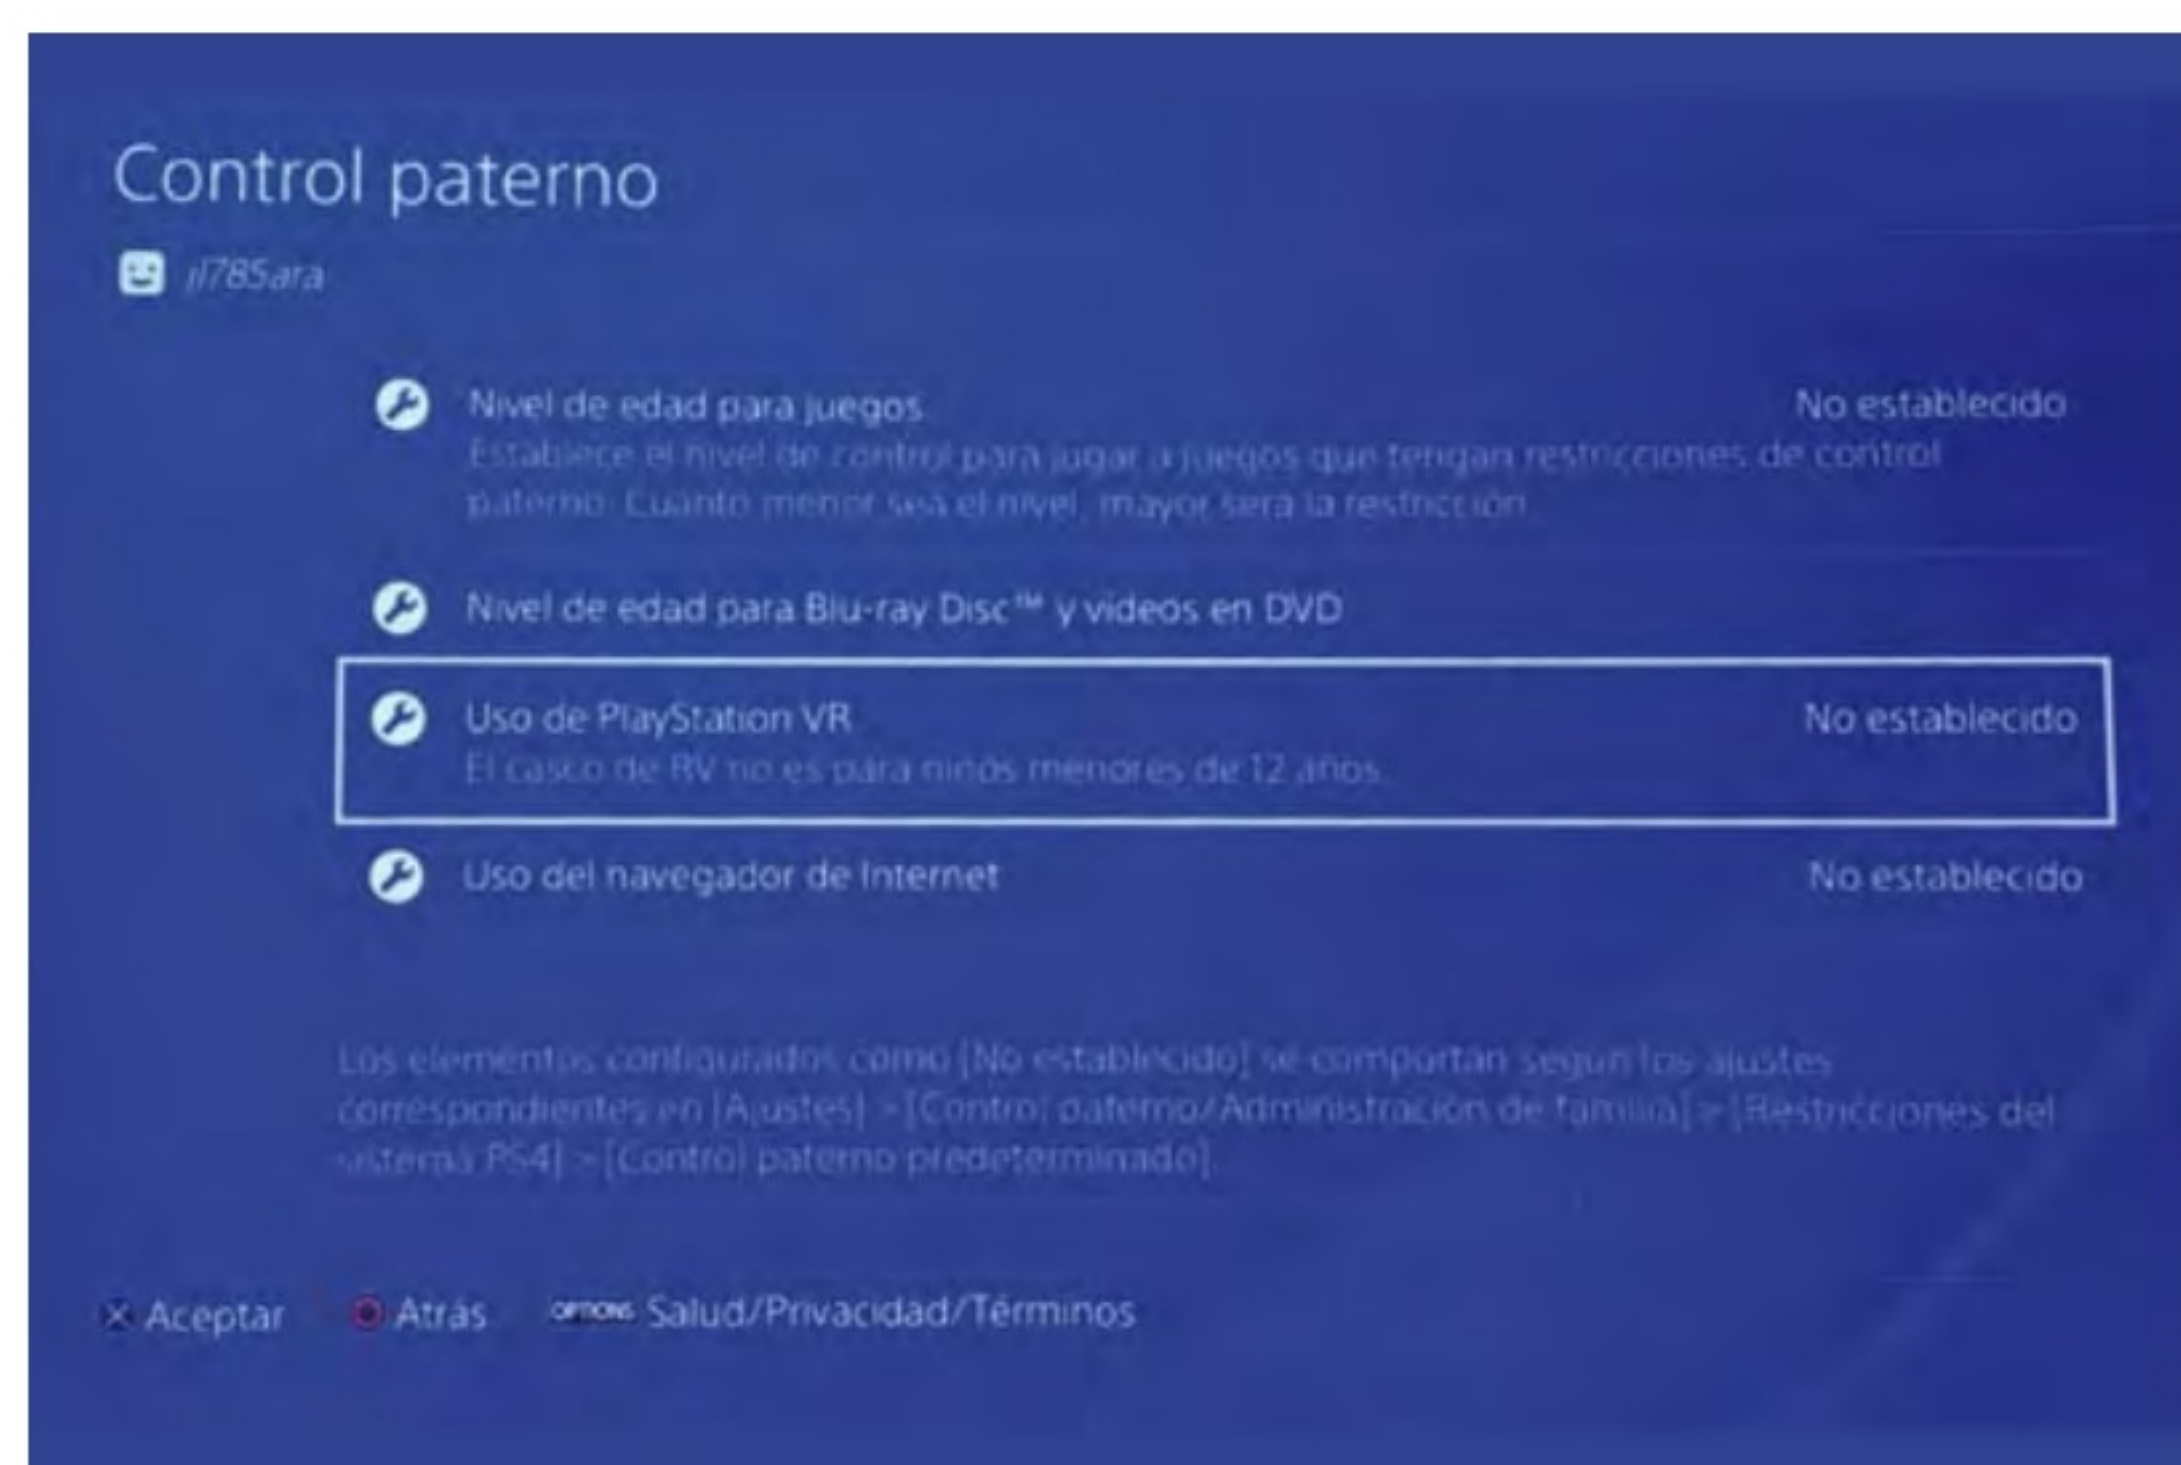 Control paterno
jl785ara
Nivel de edad para juegos
No establecido
Establece el nivel de control para jugar a juegos que tengan restricciones de control
paterno. Cuanto menor sea el nivel, mayor será la restricción.
Nivel de edad para Blu-ray Disc™ y vídeos en DVD
Uso de PlayStation VR
No establecido
El casco de RV no es para niños menores de 12 años.
Uso del navegador de Internet
No establecido
Los elementos configurados como [No establecido] se comportan según los ajustes
correspondientes en [Ajustes] > [Control paterno/Administración de familia] > [Restricciones del
sistema PS4] > [Control paterno predeterminado].
Aceptar
Atrás
OPTIONS Salud/Privacidad/Términos